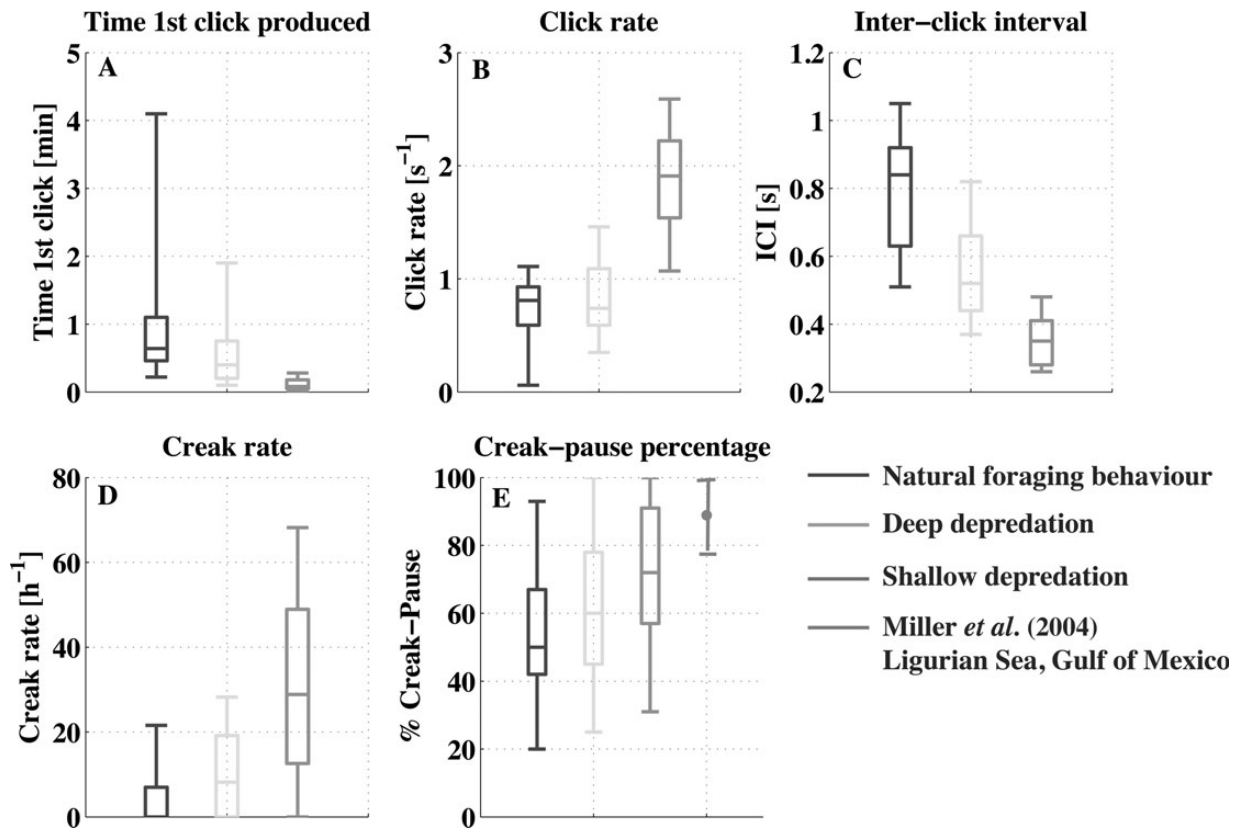 Time 1st click produced
A
Time 1st click [min]
5
4
3
2
1
0
Click rate
B
Click rate [s⁻¹]
3
2
1
0
Inter−click interval
C
ICI [s]
1.2
1
0.8
0.6
0.4
0.2
Creak rate
D
Creak rate [h⁻¹]
80
60
40
20
0
Creak−pause percentage
E
% Creak−Pause
100
80
60
40
20
0
Natural foraging behaviour
Deep depredation
Shallow depredation
Miller et al. (2004)
Ligurian Sea, Gulf of Mexico